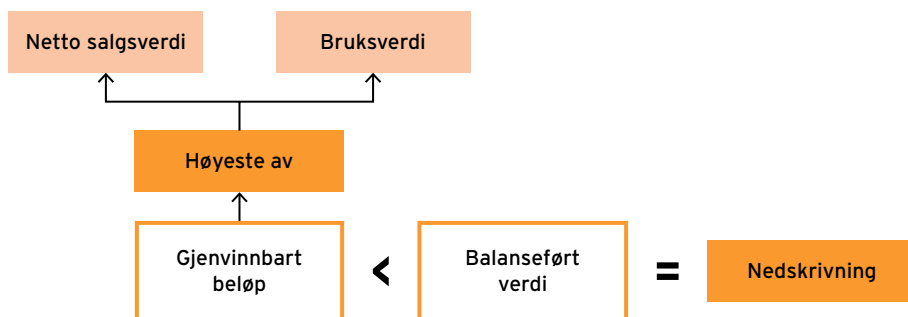 Netto salgsverdi
Bruksverdi
Høyeste av
Gjenvinnbart
beløp
<
Balanseført
verdi
=
Nedskrivning